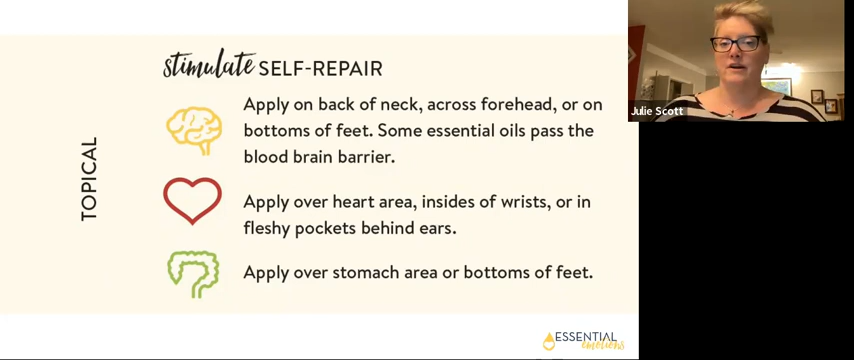 stimulate SELF-REPAIR
TOPICAL
Apply on back of neck, across forehead, or on
bottoms of feet. Some essential oils pass the
blood brain barrier.
Apply over heart area, insides of wrists, or in
fleshy pockets behind ears.
Apply over stomach area or bottoms of feet.
ESSENTIAL
emotions
Julie Scott